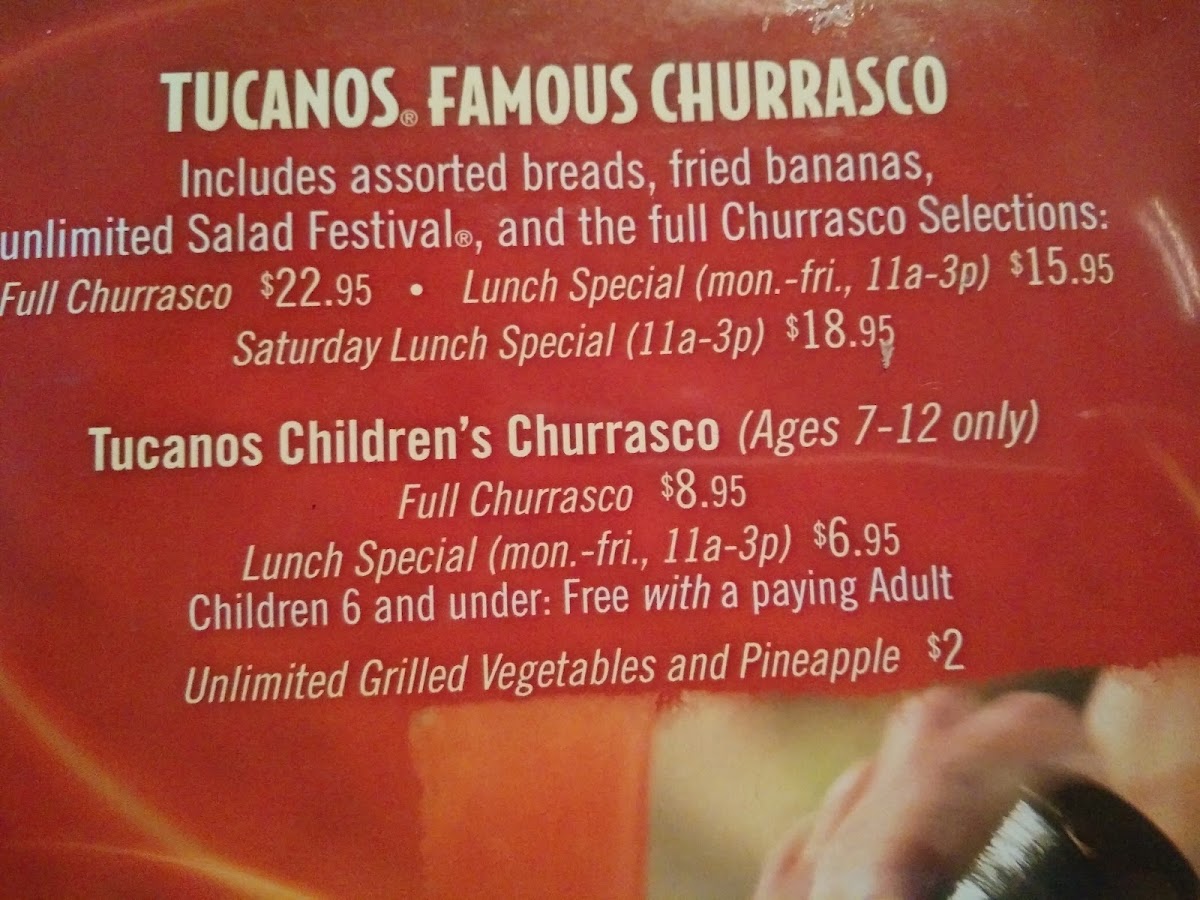 TUCANOS® FAMOUS CHURRASCO
Includes assorted breads, fried bananas,
unlimited Salad Festival®, and the full Churrasco Selections:
Full Churrasco $22.95 • Lunch Special (mon.-fri., 11a-3p) $15.95
Saturday Lunch Special (11a-3p) $18.95
Tucanos Children's Churrasco (Ages 7-12 only)
Full Churrasco $8.95
Lunch Special (mon.-fri., 11a-3p) $6.95
Children 6 and under: Free with a paying Adult
Unlimited Grilled Vegetables and Pineapple $2